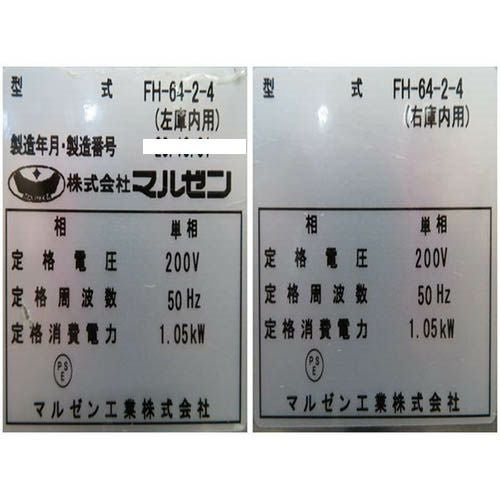 型 式 FH-64-2-4
(左庫内用)
製造年月・製造番号
株式会社マルゼン
相 単相
定格電圧 200V
定格周波数 50Hz
定格消費電力 1.05kW
PSE
マルゼン工業株式会社
型 式 FH-64-2-4
(右庫内用)
相 単相
定格電圧 200V
定格周波数 50Hz
定格消費電力 1.05kW
PSE
マルゼン工業株式会社